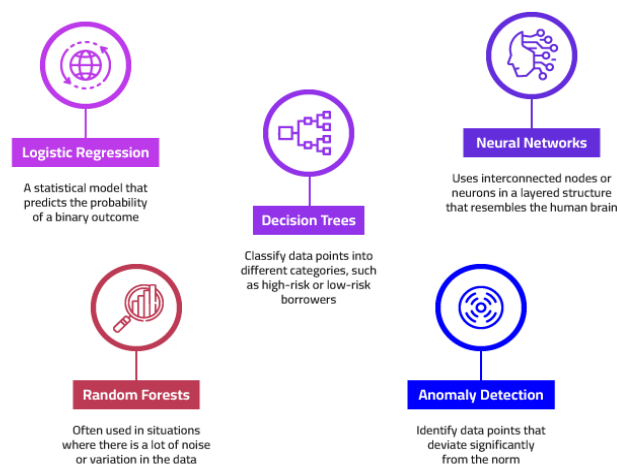 Logistic Regression
A statistical model that
predicts the probability
of a binary outcome
Decision Trees
Classify data points into
different categories, such
as high-risk or low-risk
borrowers
Neural Networks
Uses interconnected nodes or
neurons in a layered structure
that resembles the human brain
Random Forests
Often used in situations
where there is a lot of noise
or variation in the data
Anomaly Detection
Identify data points that
deviate significantly
from the norm